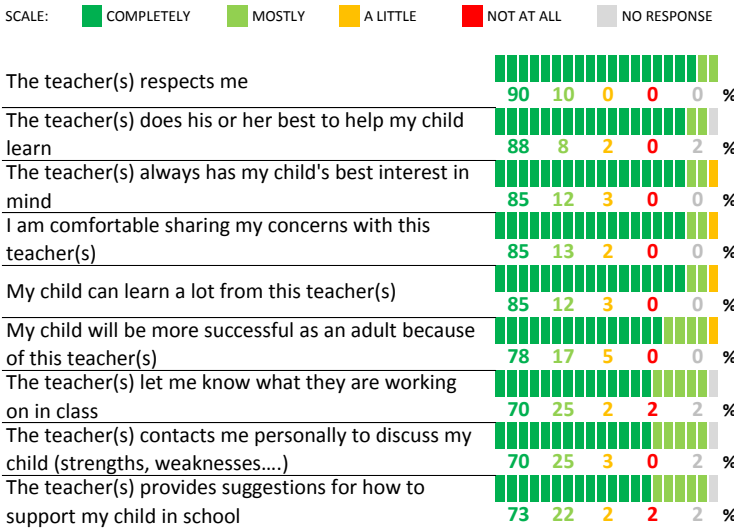 SCALE: COMPLETELY MOSTLY A LITTLE NOT AT ALL NO RESPONSE
The teacher(s) respects me
90 10 0 0 0 %
The teacher(s) does his or her best to help my child
learn
88 8 2 0 2 %
The teacher(s) always has my child's best interest in
mind
85 12 3 0 0 %
I am comfortable sharing my concerns with this
teacher(s)
85 13 2 0 0 %
My child can learn a lot from this teacher(s)
85 12 3 0 0 %
My child will be more successful as an adult because
of this teacher(s)
78 17 5 0 0 %
The teacher(s) let me know what they are working
on in class
70 25 2 2 2 %
The teacher(s) contacts me personally to discuss my
child (strengths, weaknesses....)
70 25 3 0 2 %
The teacher(s) provides suggestions for how to
support my child in school
73 22 2 2 2 %